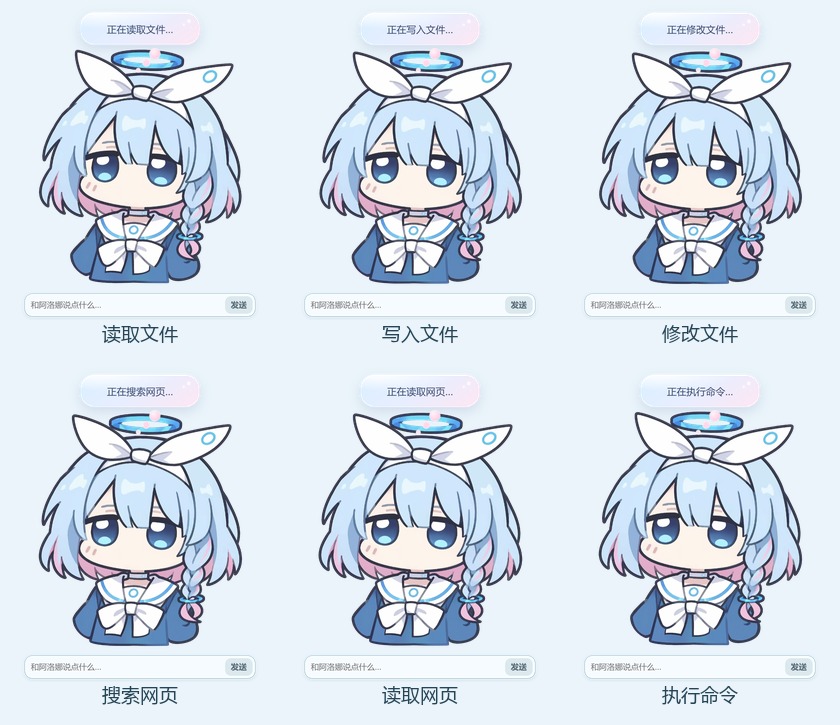 正在读取文件...
正在写入文件...
正在修改文件...
和阿洛娜说点什么...
发送
和阿洛娜说点什么...
发送
和阿洛娜说点什么...
发送
读取文件
写入文件
修改文件
正在搜索网页...
正在读取网页...
正在执行命令...
和阿洛娜说点什么...
发送
和阿洛娜说点什么...
发送
和阿洛娜说点什么...
发送
搜索网页
读取网页
执行命令